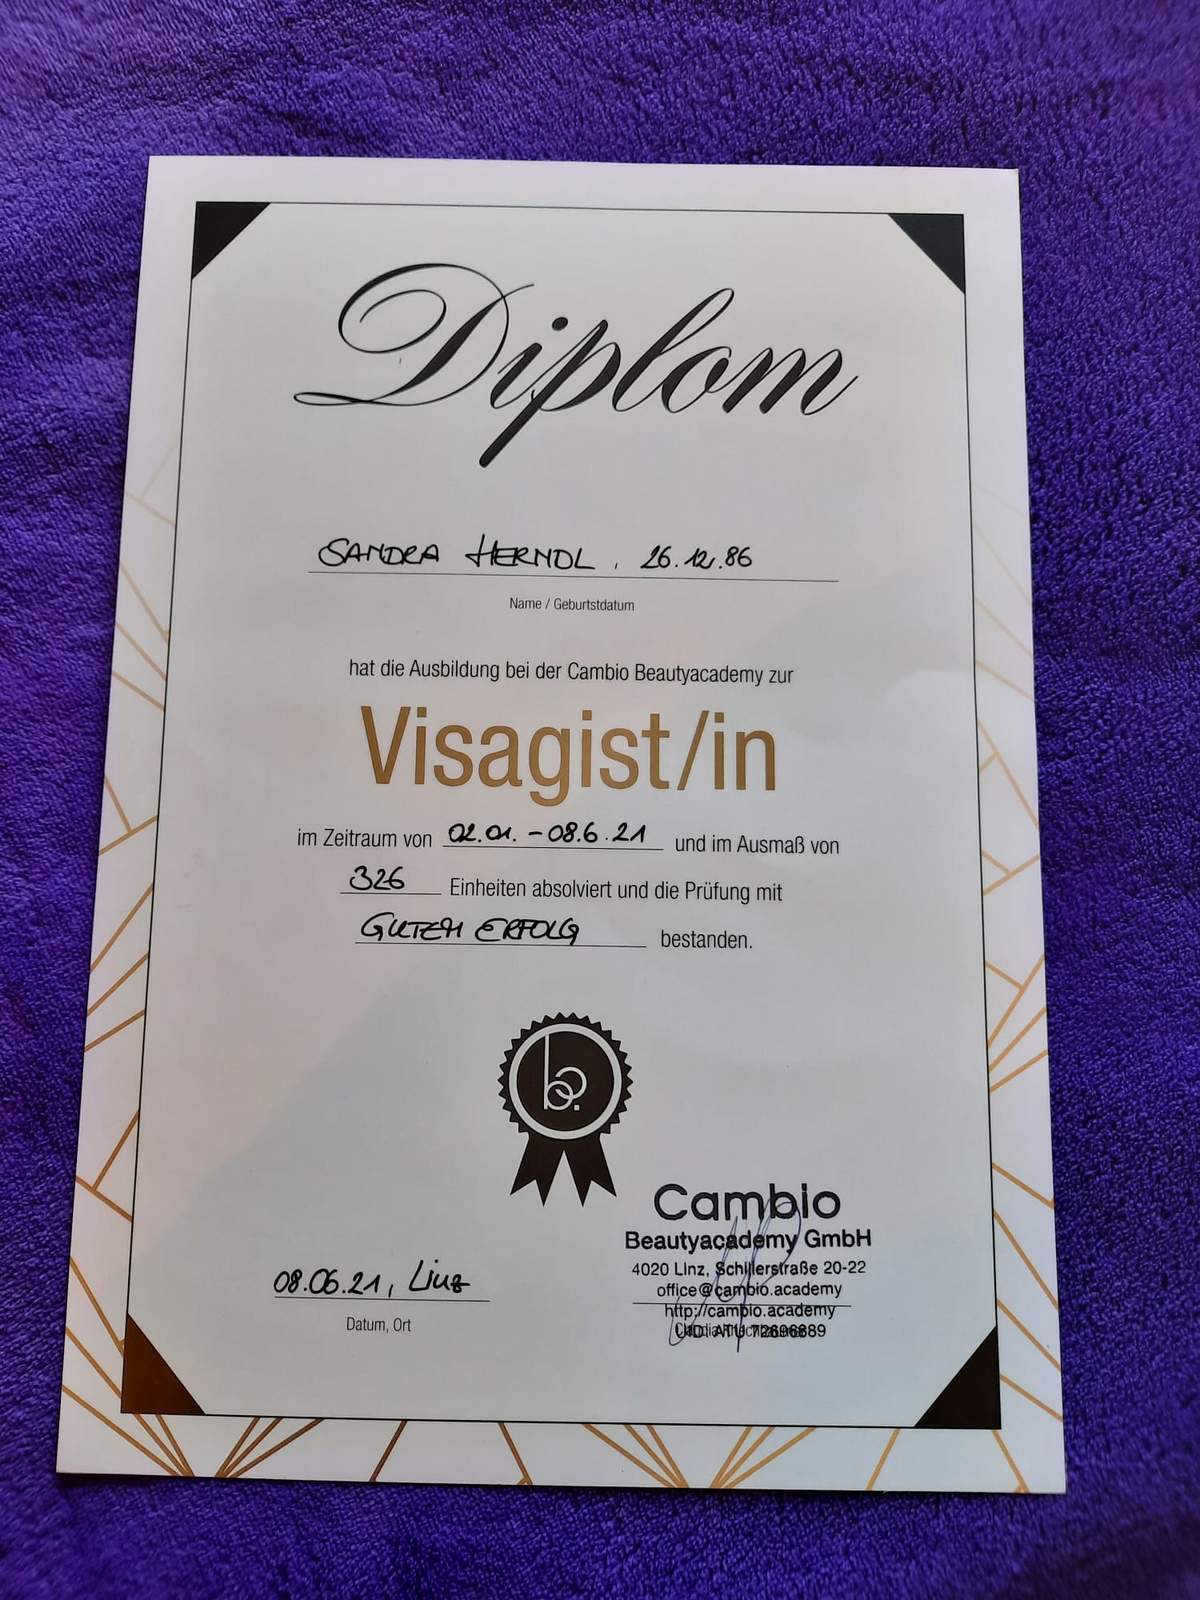 Diplom
SANDRA HERNDL, 26.12.86
Name / Geburtstdatum
hat die Ausbildung bei der Cambio Beautyacademy zur
Visagist/in
im Zeitraum von 02.01. - 08.6.21 und im Ausmaß von
326 Einheiten absolviert und die Prüfung mit
GUTEM ERFOLG bestanden.
b.
Cambio
Beautyacademy GmbH
4020 Linz, Schillerstraße 20-22
office@cambio.academy
http://cambio.academy
ATU 72696889
08.06.21, Linz
Datum, Ort